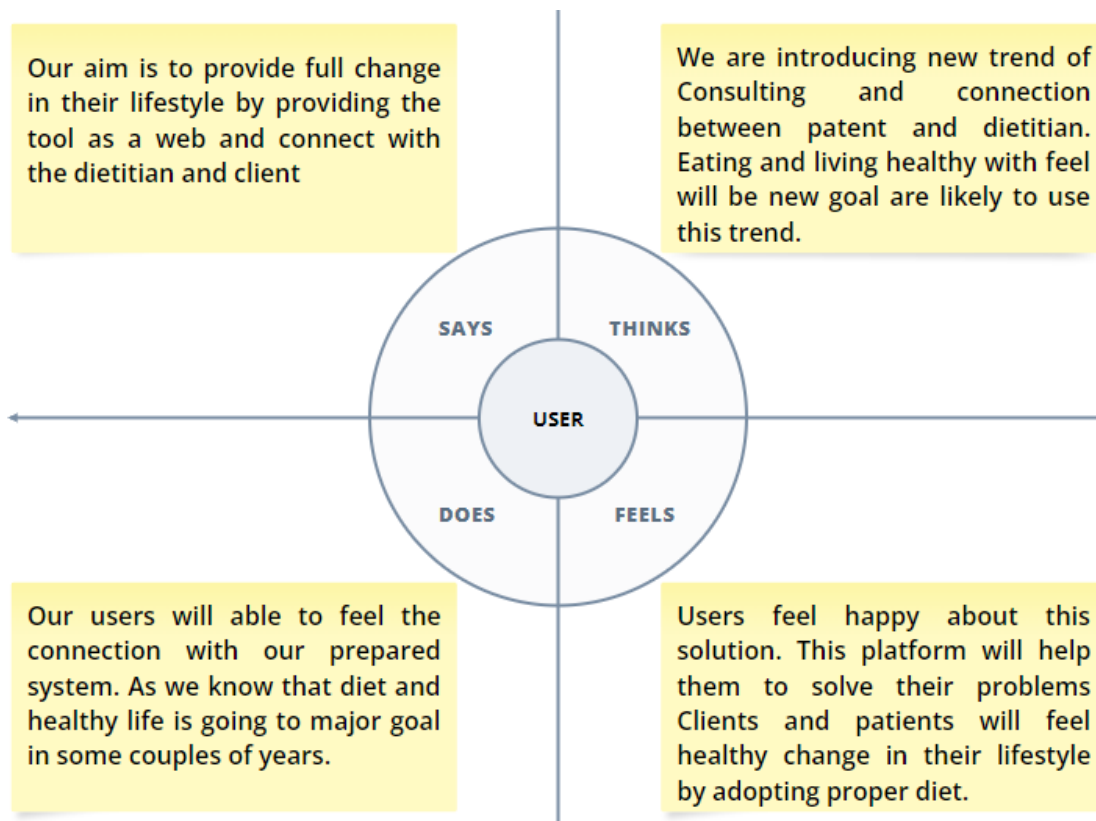 Our aim is to provide full change
in their lifestyle by providing the
tool as a web and connect with
the dietitian and client
We are introducing new trend of
Consulting and connection
between patent and dietitian.
Eating and living healthy with feel
will be new goal are likely to use
this trend.
SAYS
THINKS
USER
DOES
FEELS
Our users will able to feel the
connection with our prepared
system. As we know that diet and
healthy life is going to major goal
in some couples of years.
Users feel happy about this
solution. This platform will help
them to solve their problems
Clients and patients will feel
healthy change in their lifestyle
by adopting proper diet.